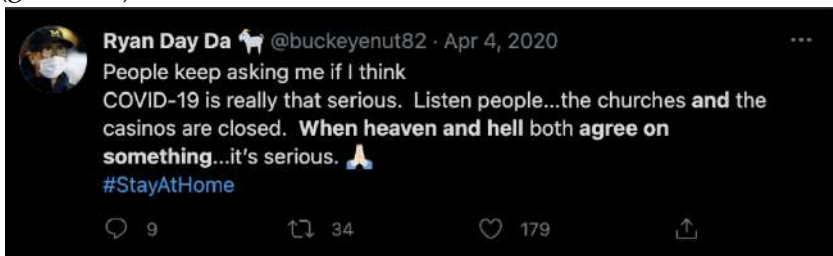 Ryan Day Da 🐐 @buckeyenut82 · Apr 4, 2020
People keep asking me if I think
COVID-19 is really that serious. Listen people...the churches and the
casinos are closed. When heaven and hell both agree on
something...it's serious. 🙏🏻
#StayAtHome
9 34 179